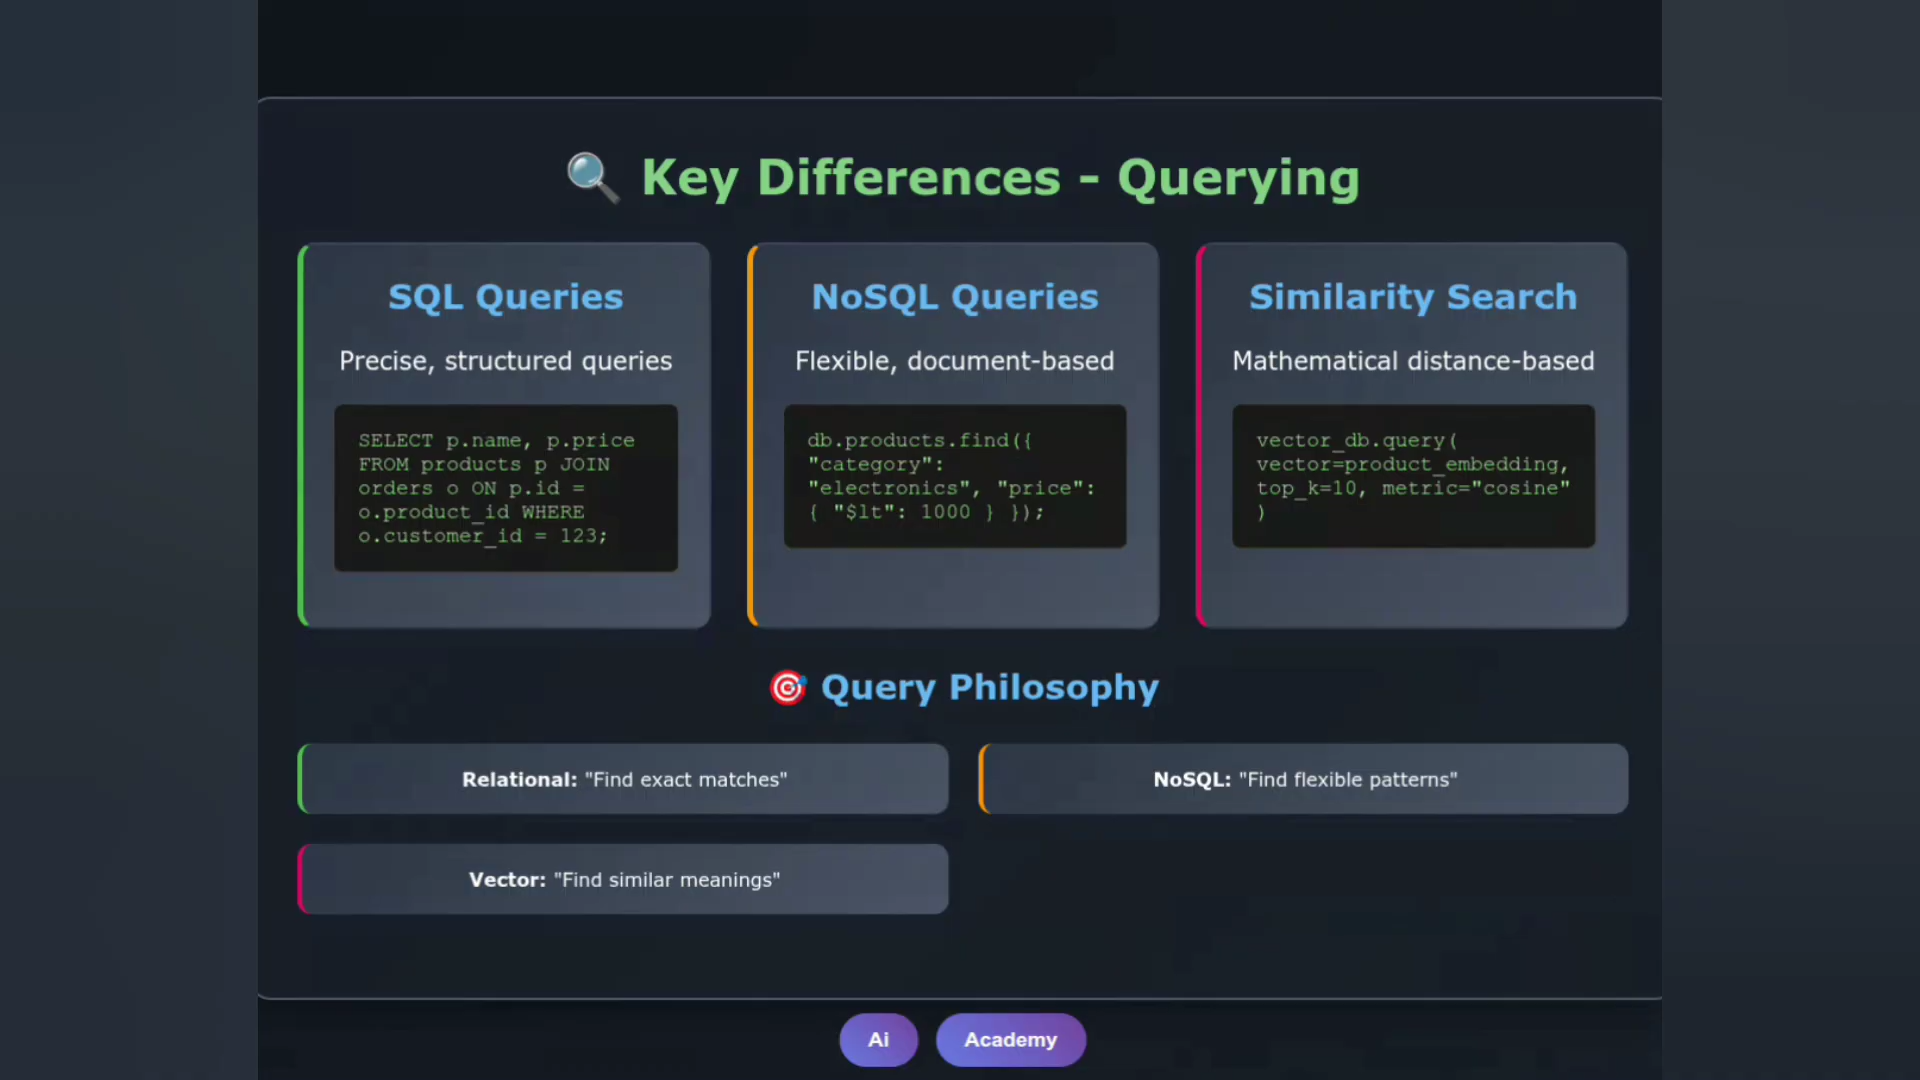 Key Differences - Querying
SQL Queries
Precise, structured queries
SELECT p.name, p.price
FROM products p JOIN
orders o ON p.id =
o.product_id WHERE
o.customer_id = 123;
NoSQL Queries
Flexible, document-based
db.products.find({
"category":
"electronics", "price":
{ "$lt": 1000 } });
Similarity Search
Mathematical distance-based
vector_db.query(
vector=product_embedding,
top_k=10, metric="cosine"
)
Query Philosophy
Relational: "Find exact matches"
NoSQL: "Find flexible patterns"
Vector: "Find similar meanings"
Ai
Academy